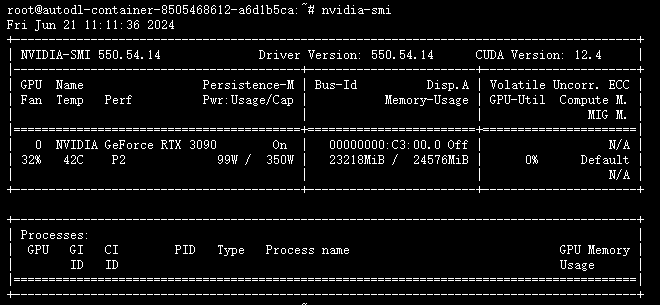 root@autodl-container-8505468612-a6d1b5ca:~# nvidia-smi
Fri Jun 21 11:11:36 2024
NVIDIA-SMI 550.54.14 Driver Version: 550.54.14 CUDA Version: 12.4
GPU Name Persistence-M | Bus-Id Disp.A | Volatile Uncorr. ECC
Fan Temp Perf Pwr:Usage/Cap | Memory-Usage | GPU-Util Compute M.
MIG M.
0 NVIDIA GeForce RTX 3090 On | 00000000:C3:00.0 Off | N/A
32% 42C P2 99W / 350W | 23218MiB / 24576MiB | 0% Default
N/A
Processes:
GPU GI CI PID Type Process name GPU Memory
ID ID Usage